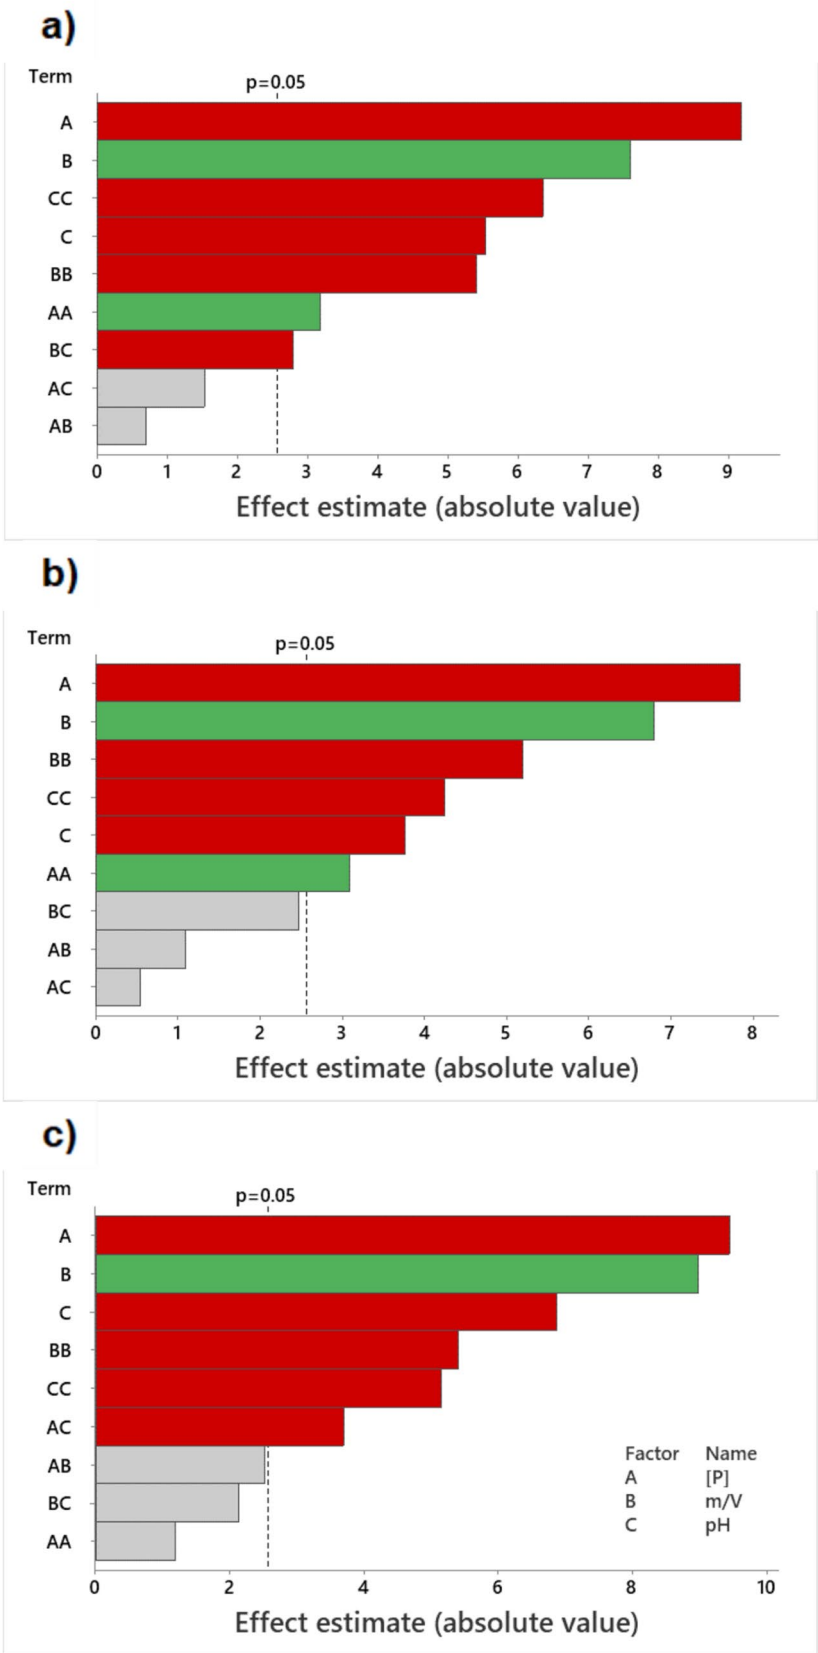 a)
Term
p=0.05
A
B
CC
C
BB
AA
BC
AC
AB
0 1 2 3 4 5 6 7 8 9
Effect estimate (absolute value)
b)
Term
p=0.05
A
B
BB
CC
C
AA
BC
AB
AC
0 1 2 3 4 5 6 7 8
Effect estimate (absolute value)
c)
Term
p=0.05
A
B
C
BB
CC
AC
AB
BC
AA
Factor Name
A [P]
B m/V
C pH
0 2 4 6 8 10
Effect estimate (absolute value)